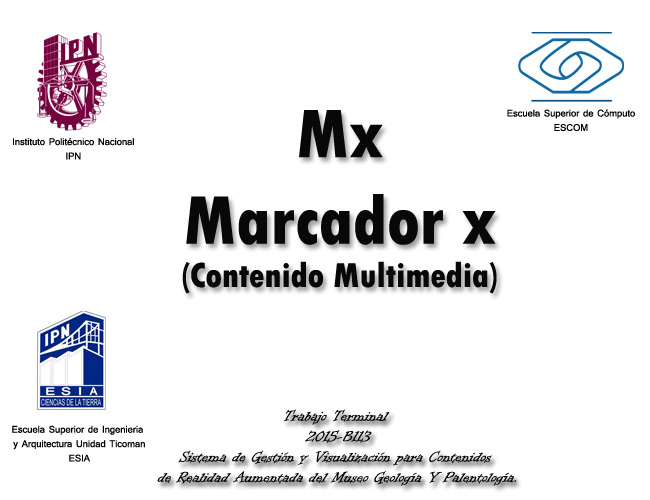 IPN
Instituto Politécnico Nacional
IPN
Escuela Superior de Cómputo
ESCOM
Mx
Marcador x
(Contenido Multimedia)
IPN
ESIA
CIENCIAS DE LA TIERRA
Escuela Superior de Ingenieria
y Arquitectura Unidad Ticoman
ESIA
Trabajo Terminal
2015-B113
Sistema de Gestión y Visualización para Contenidos
de Realidad Aumentada del Museo Geología Y Palentología.